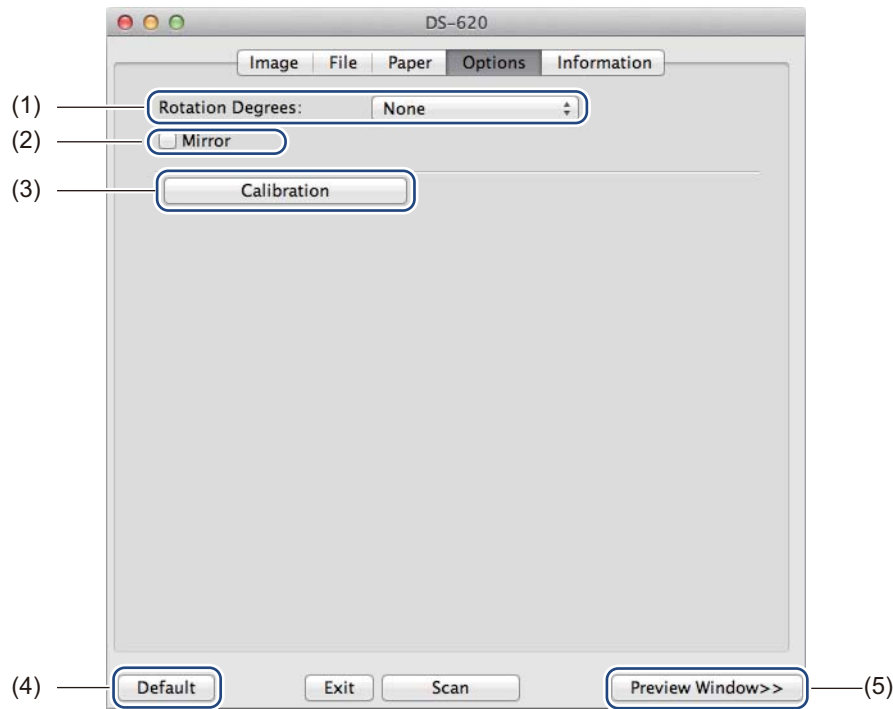 DS-620
Image File Paper Options Information
(1) Rotation Degrees: None
(2) Mirror
(3) Calibration
(4) Default Exit Scan Preview Window>> (5)